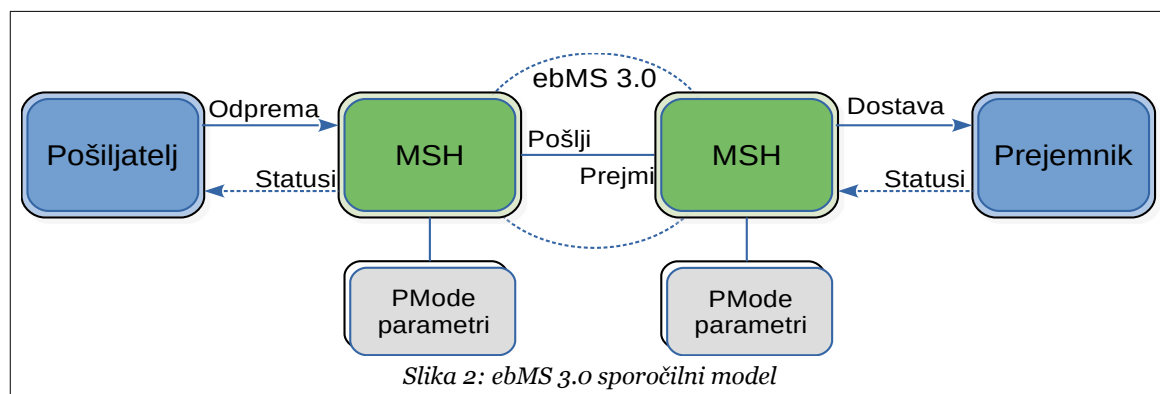 ebMS 3.0
Odprema
Dostava
Pošiljatelj
MSH
Pošlji
MSH
Prejemnik
Prejmi
Statusi
Statusi
PMode
parametri
PMode
parametri
Slika 2: ebMS 3.0 sporočilni model